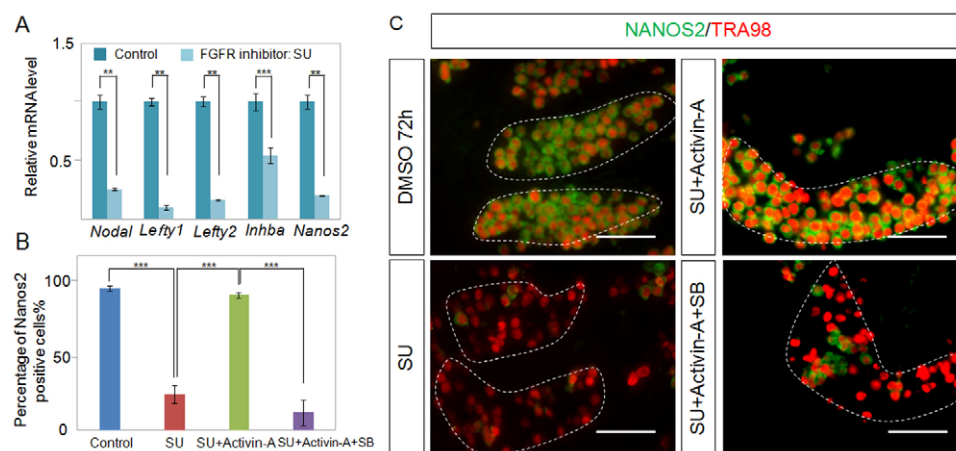 A
1.5
Control
FGFR inhibitor: SU
**
**
**
***
**
1
0.5
Relative mRNA level
Nodal
Lefty1
Lefty2
Inhba
Nanos2
B
***
***
***
100
50
0
Percentage of Nanos2
positive cells%
Control
SU
SU+Activin-A
SU+Activin-A+SB
C
NANOS2/TRA98
DMSO 72h
SU+Activin-A
SU
SU+Activin-A+SB